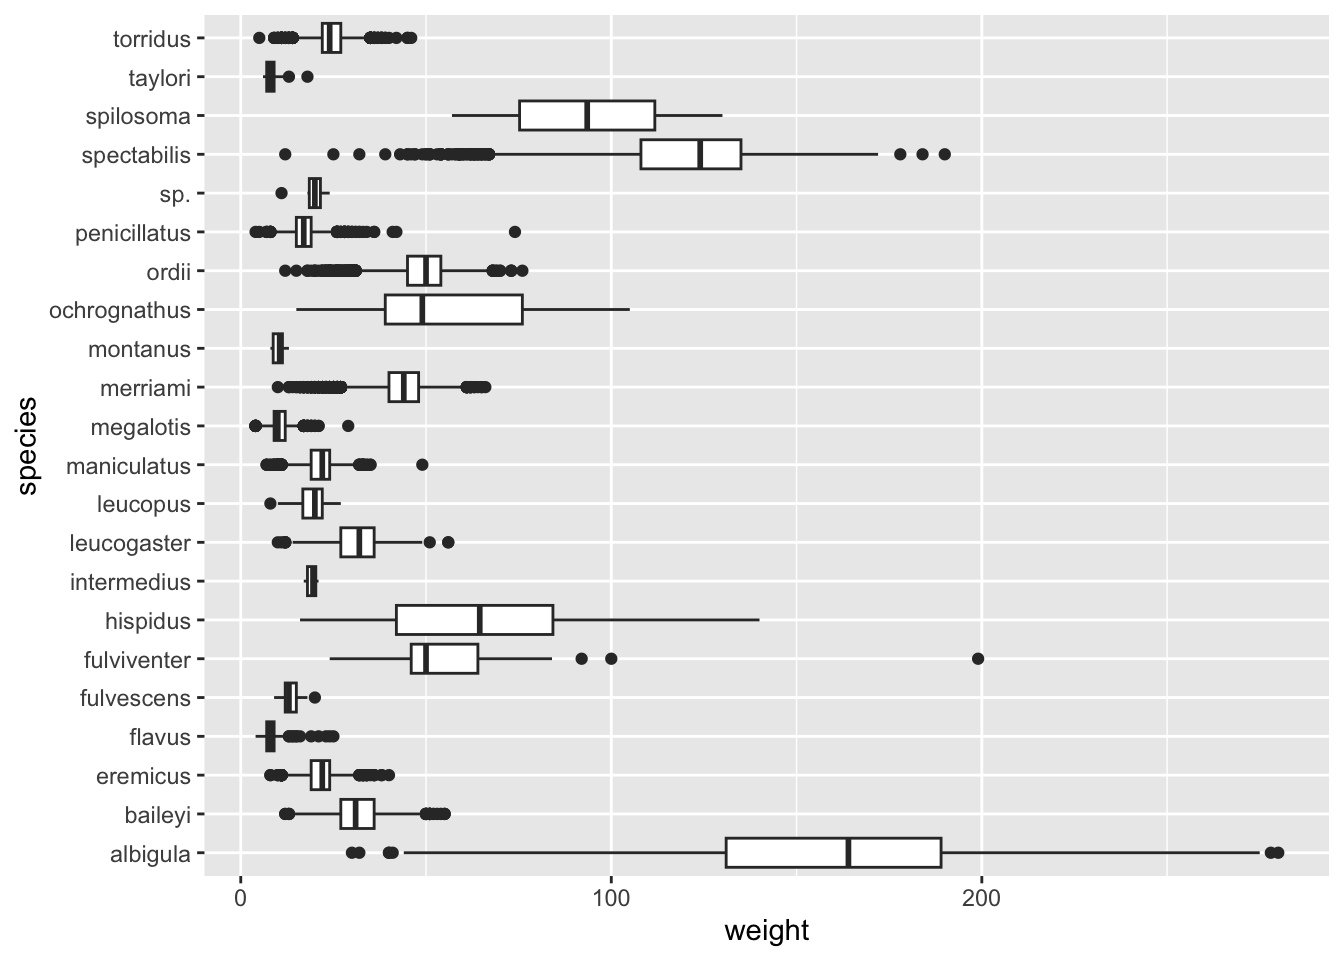 torridus
taylori
spilosoma
spectabilis
sp.
penicillatus
ordii
ochrognathus
montanus
merriami
megalotis
maniculatus
leucopus
leucogaster
intermedius
hispidus
fulviventer
fulvescens
flavus
eremicus
baileyi
albigula
species
0 100 200
weight